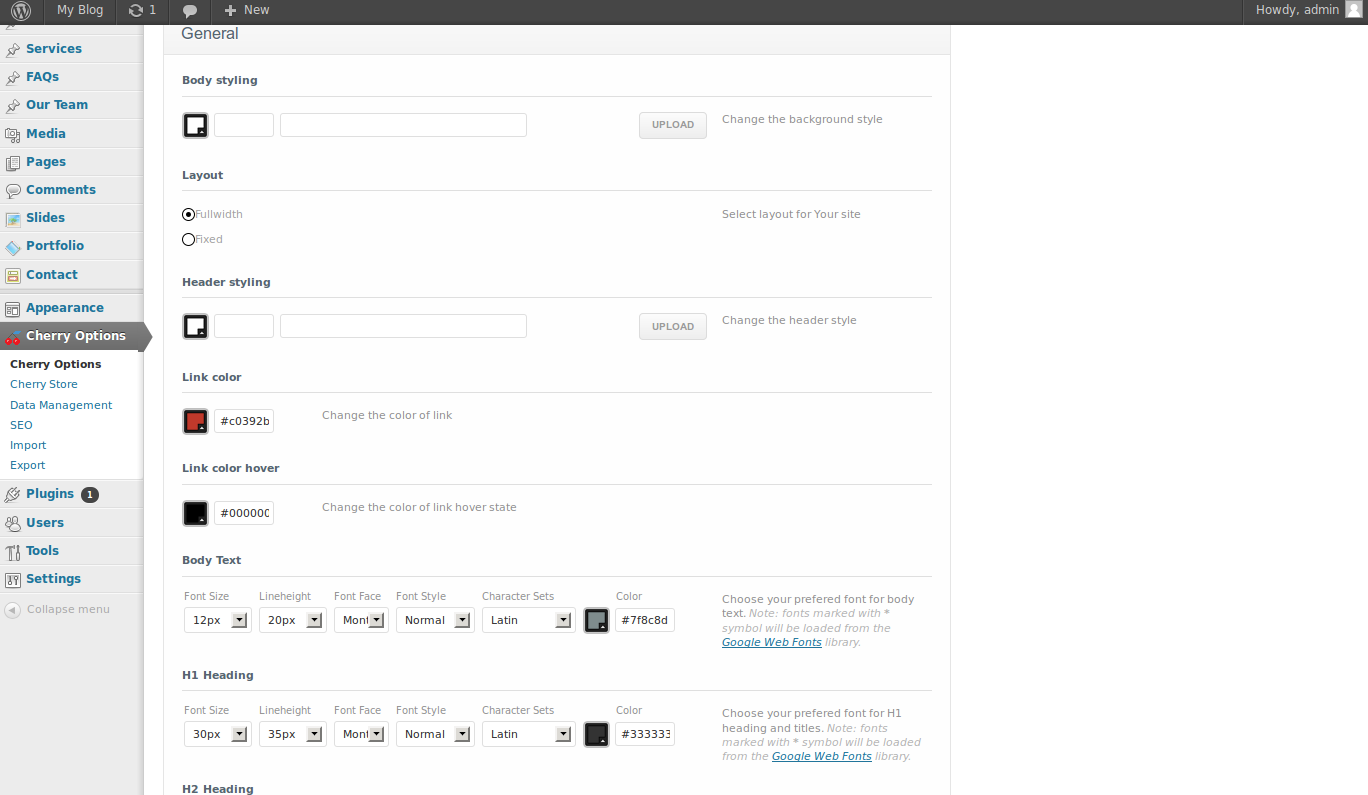 My Blog 1 New Howdy, admin
Services
FAQs
Our Team
Media
Pages
Comments
Slides
Portfolio
Contact
Appearance
Cherry Options
Cherry Options
Cherry Store
Data Management
SEO
Import
Export
Plugins 1
Users
Tools
Settings
Collapse menu
General
Body styling
UPLOAD Change the background style
Layout
Fullwidth Select layout for Your site
Fixed
Header styling
UPLOAD Change the header style
Link color
#c0392b Change the color of link
Link color hover
#000000 Change the color of link hover state
Body Text
Font Size Lineheight Font Face Font Style Character Sets Color
12px 20px Mont Normal Latin #7f8c8d
Choose your prefered font for body
text. Note: fonts marked with *
symbol will be loaded from the
Google Web Fonts library.
H1 Heading
Font Size Lineheight Font Face Font Style Character Sets Color
30px 35px Mont Normal Latin #333333
Choose your prefered font for H1
heading and titles. Note: fonts
marked with * symbol will be loaded
from the Google Web Fonts library.
H2 Heading